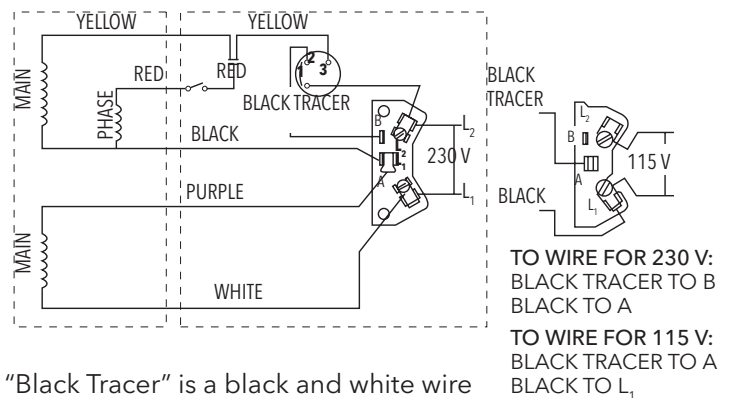 YELLOW
YELLOW
MAIN
RED
RED
1
2
3
PHASE
BLACK TRACER
BLACK
B
L2
L1
A
L2
230 V
L1
PURPLE
MAIN
WHITE
BLACK
TRACER
L2
B
A
115 V
BLACK
L1
TO WIRE FOR 230 V:
BLACK TRACER TO B
BLACK TO A
TO WIRE FOR 115 V:
BLACK TRACER TO A
BLACK TO L1
“Black Tracer” is a black and white wire